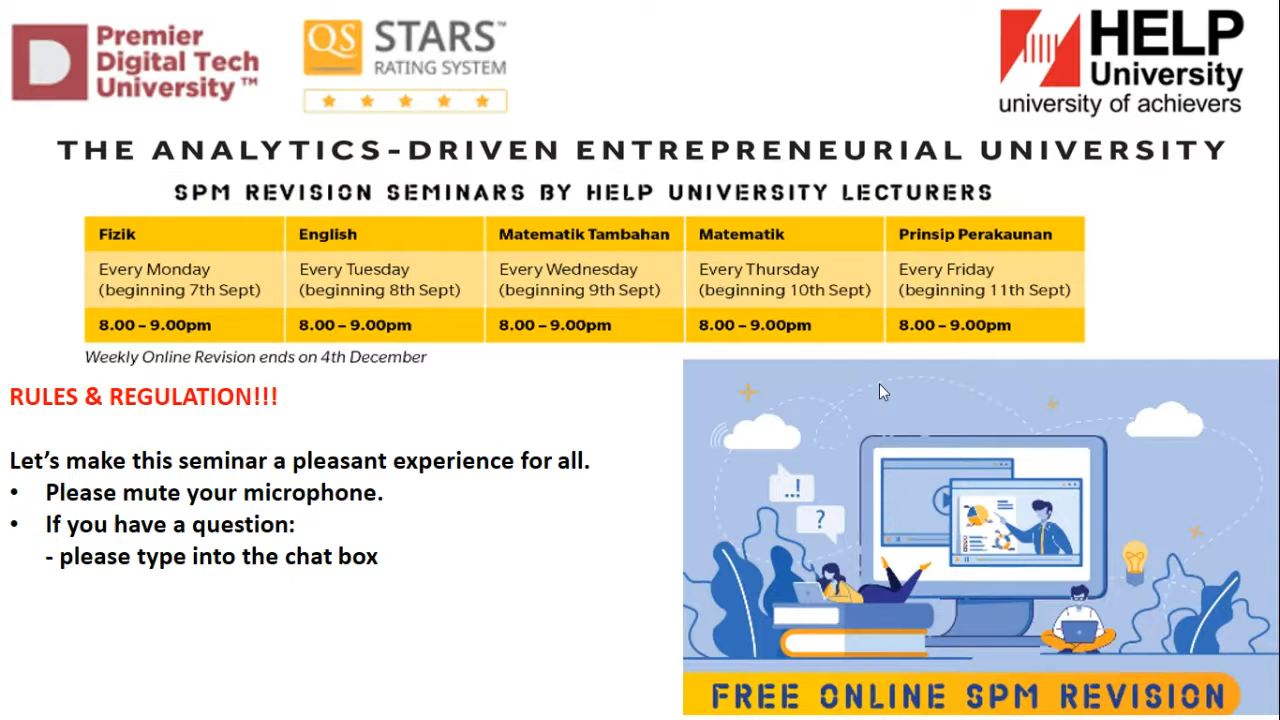 Premier
Digital Tech
University™
QS STARS™
RATING SYSTEM
HELP
University
university of achievers
THE ANALYTICS-DRIVEN ENTREPRENEURIAL UNIVERSITY
SPM REVISION SEMINARS BY HELP UNIVERSITY LECTURERS
Fizik English Matematik Tambahan Matematik Prinsip Perakaunan
Every Monday Every Tuesday Every Wednesday Every Thursday Every Friday
(beginning 7th Sept) (beginning 8th Sept) (beginning 9th Sept) (beginning 10th Sept) (beginning 11th Sept)
8.00 – 9.00pm 8.00 – 9.00pm 8.00 – 9.00pm 8.00 – 9.00pm 8.00 – 9.00pm
Weekly Online Revision ends on 4th December
RULES & REGULATION!!!
Let's make this seminar a pleasant experience for all.
• Please mute your microphone.
• If you have a question:
- please type into the chat box
...!
?
FREE ONLINE SPM REVISION